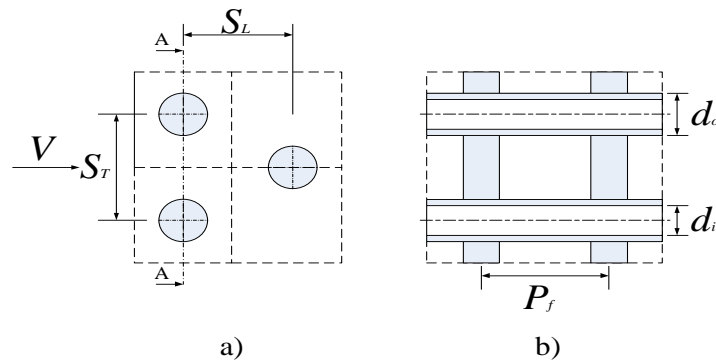 S_L
A
V
S_T
A
d_o
d_i
P_f
a)
b)